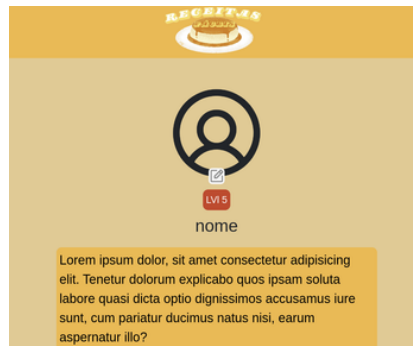 RECEITAS
Lvl 5
nome
Lorem ipsum dolor, sit amet consectetur adipisicing
elit. Tenetur dolorum explicabo quos ipsam soluta
labore quasi dicta optio dignissimos accusamus iure
sunt, cum pariatur ducimus natus nisi, earum
aspernatur illo?